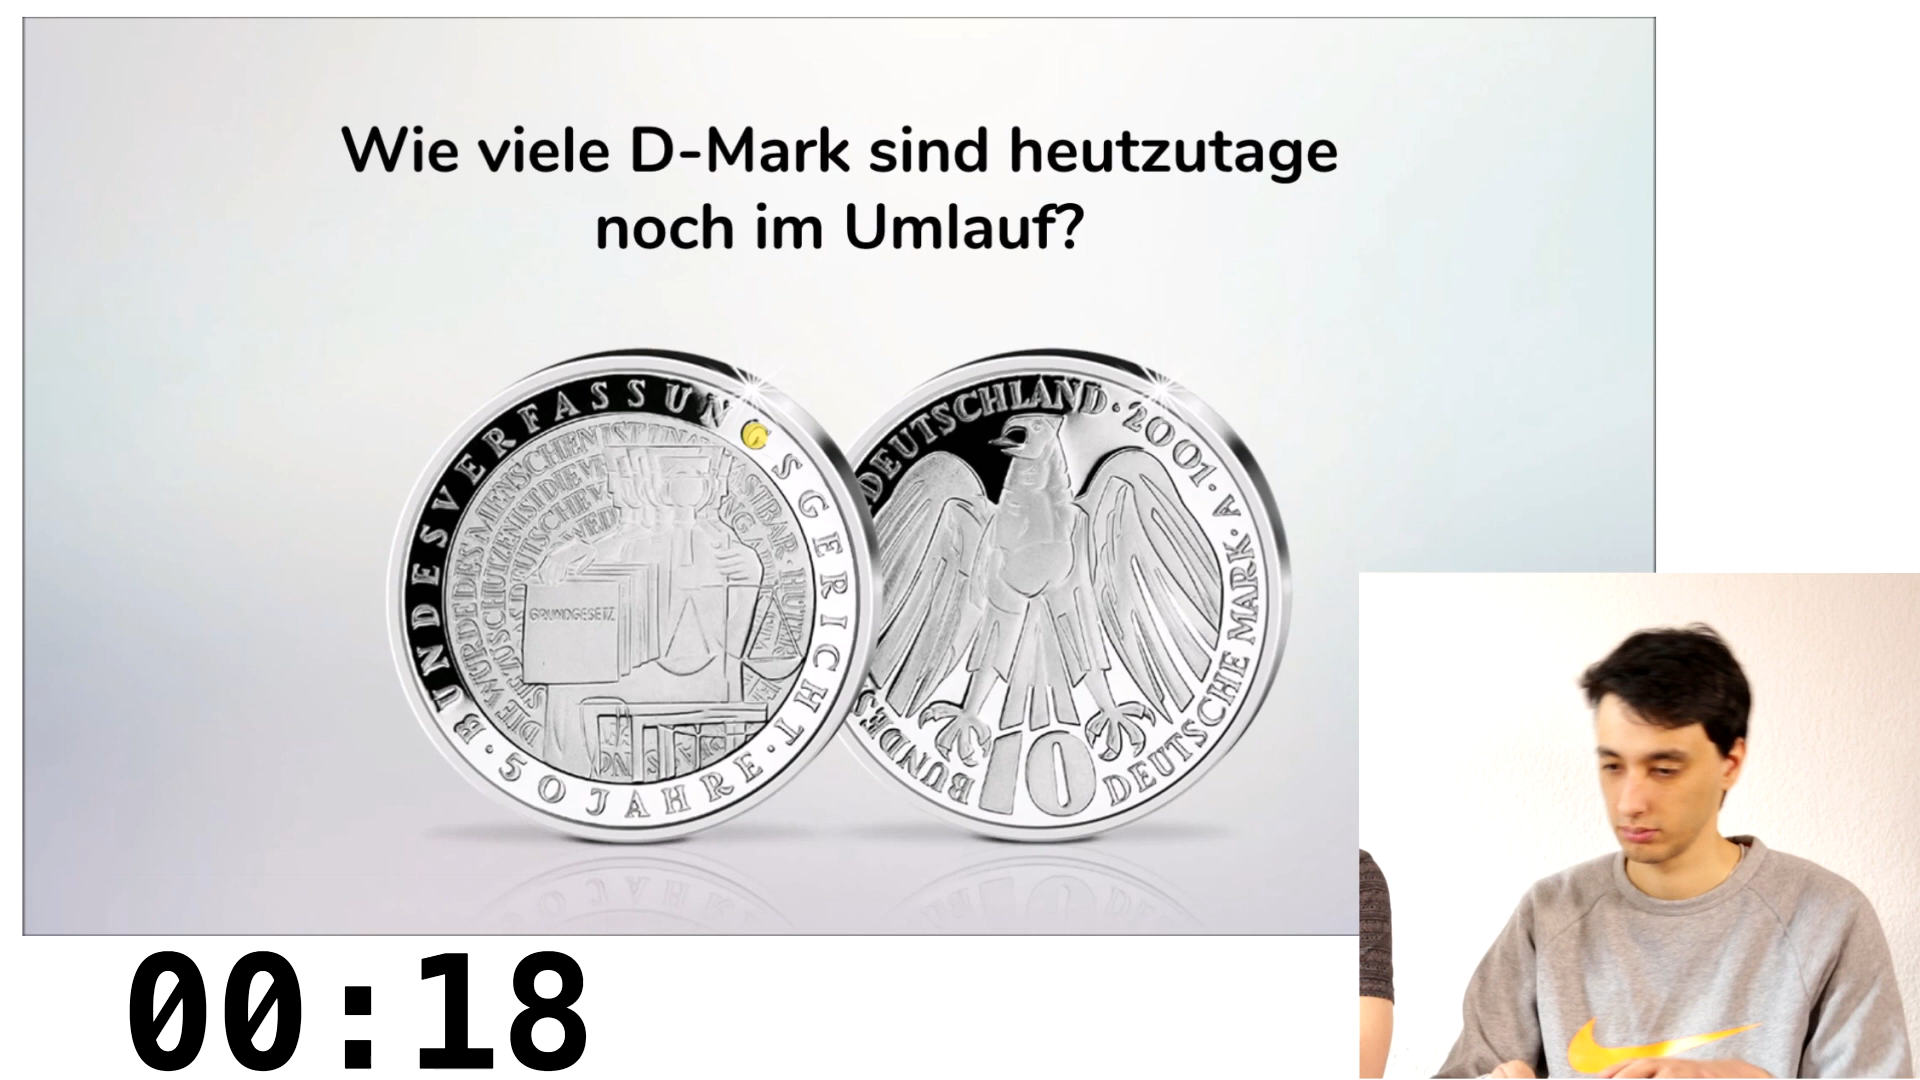 Wie viele D-Mark sind heutzutage
noch im Umlauf?
BUNDESVERFASSUNGSGERICHT · 50 JAHRE ·
GRUNDGESETZ
BUNDES
DEUTSCHLAND · 2001 · A ·
10
DEUTSCHE MARK ·
00:18